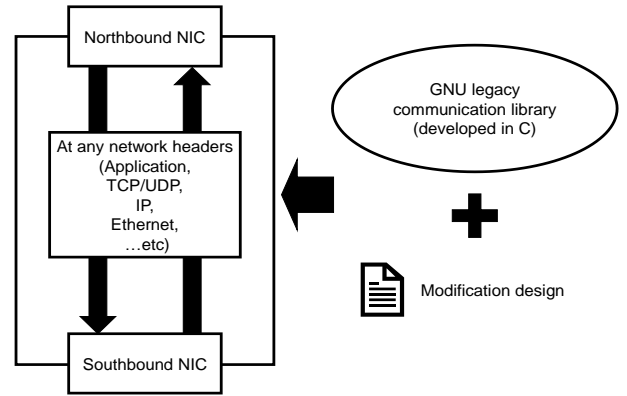 Northbound NIC
At any network headers
(Application,
TCP/UDP,
IP,
Ethernet,
…etc)
Southbound NIC
GNU legacy
communication library
(developed in C)
Modification design